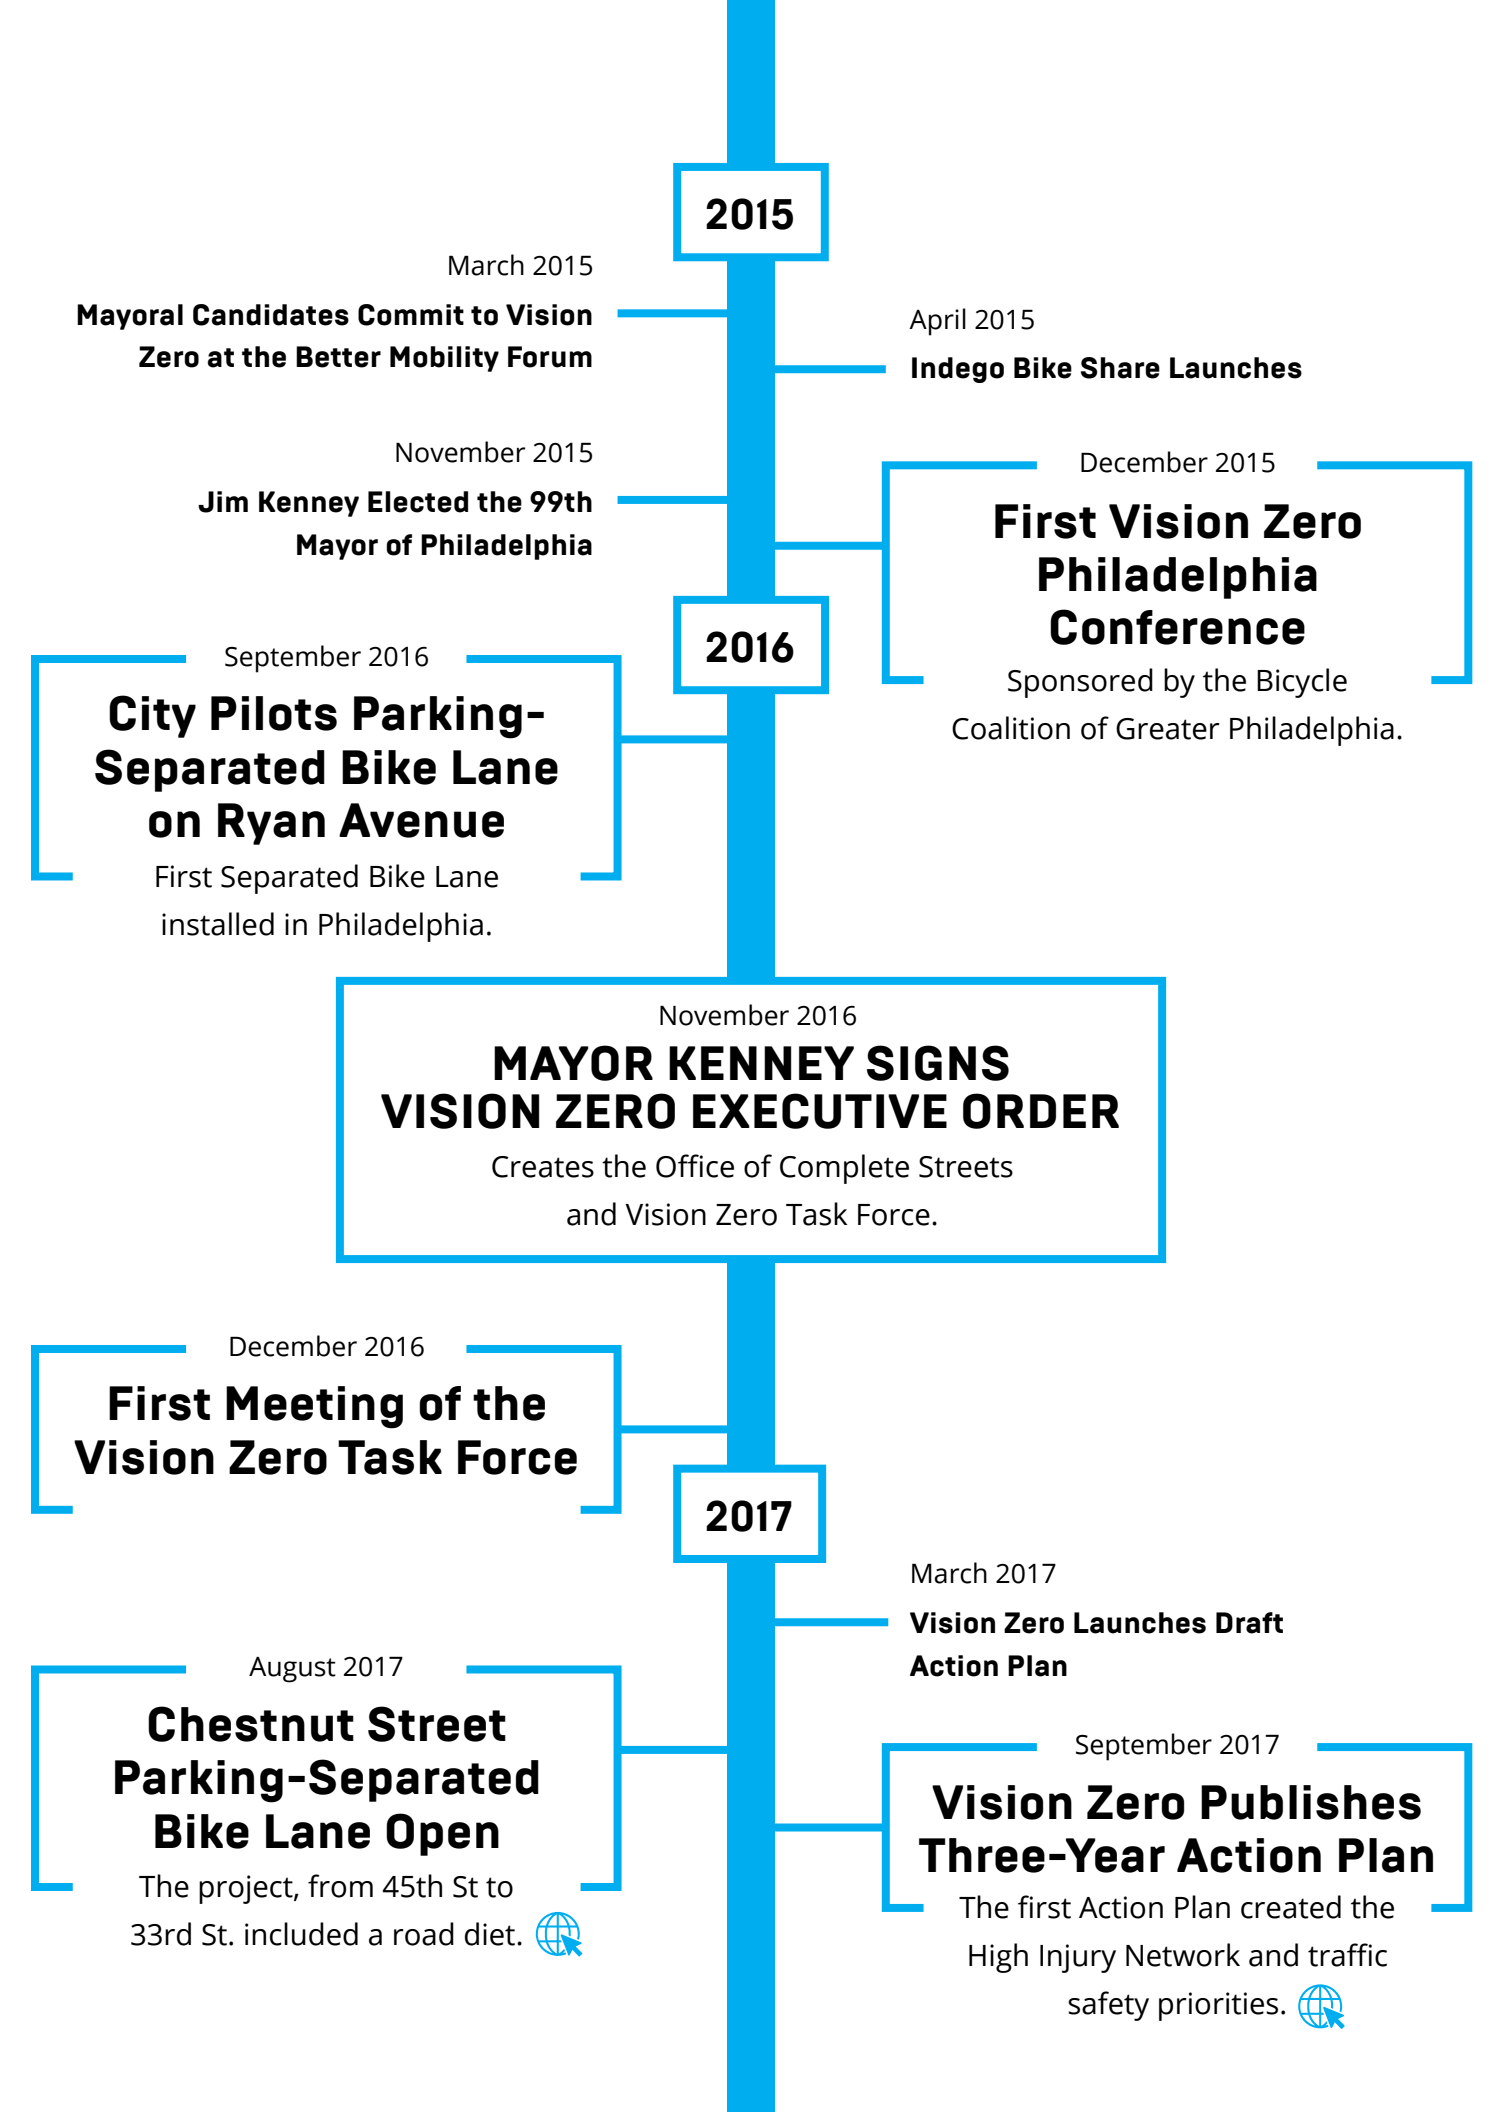 2015
March 2015
Mayoral Candidates Commit to Vision
Zero at the Better Mobility Forum
April 2015
Indego Bike Share Launches
November 2015
Jim Kenney Elected the 99th
Mayor of Philadelphia
December 2015
First Vision Zero
Philadelphia
Conference
Sponsored by the Bicycle
Coalition of Greater Philadelphia.
2016
September 2016
City Pilots Parking-
Separated Bike Lane
on Ryan Avenue
First Separated Bike Lane
installed in Philadelphia.
November 2016
MAYOR KENNEY SIGNS
VISION ZERO EXECUTIVE ORDER
Creates the Office of Complete Streets
and Vision Zero Task Force.
December 2016
First Meeting of the
Vision Zero Task Force
2017
March 2017
Vision Zero Launches Draft
Action Plan
August 2017
Chestnut Street
Parking-Separated
Bike Lane Open
The project, from 45th St to
33rd St. included a road diet.
September 2017
Vision Zero Publishes
Three-Year Action Plan
The first Action Plan created the
High Injury Network and traffic
safety priorities.